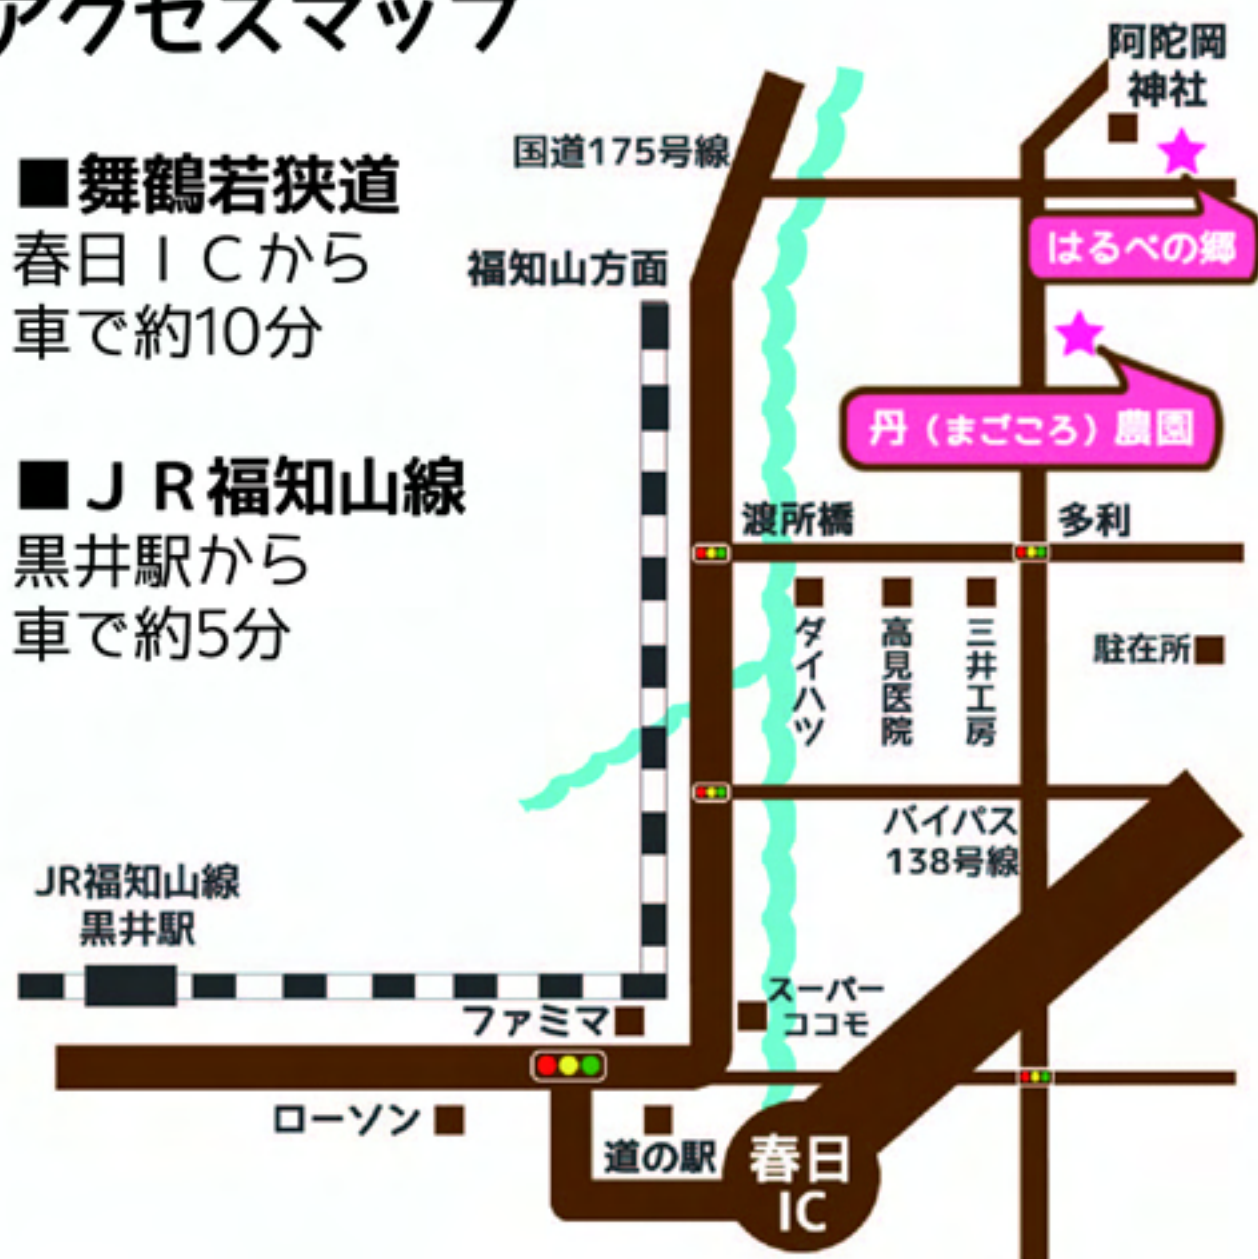 アクセスマップ
■舞鶴若狭道
春日ＩＣから
車で約10分
■ＪＲ福知山線
黒井駅から
車で約5分
阿陀岡
神社
国道175号線
はるべの郷
福知山方面
丹（まごころ）農園
渡所橋
多利
ダイハツ
高見医院
三井工房
駐在所
バイパス
138号線
JR福知山線
黒井駅
スーパー
ココモ
ファミマ
ローソン
道の駅
春日
IC